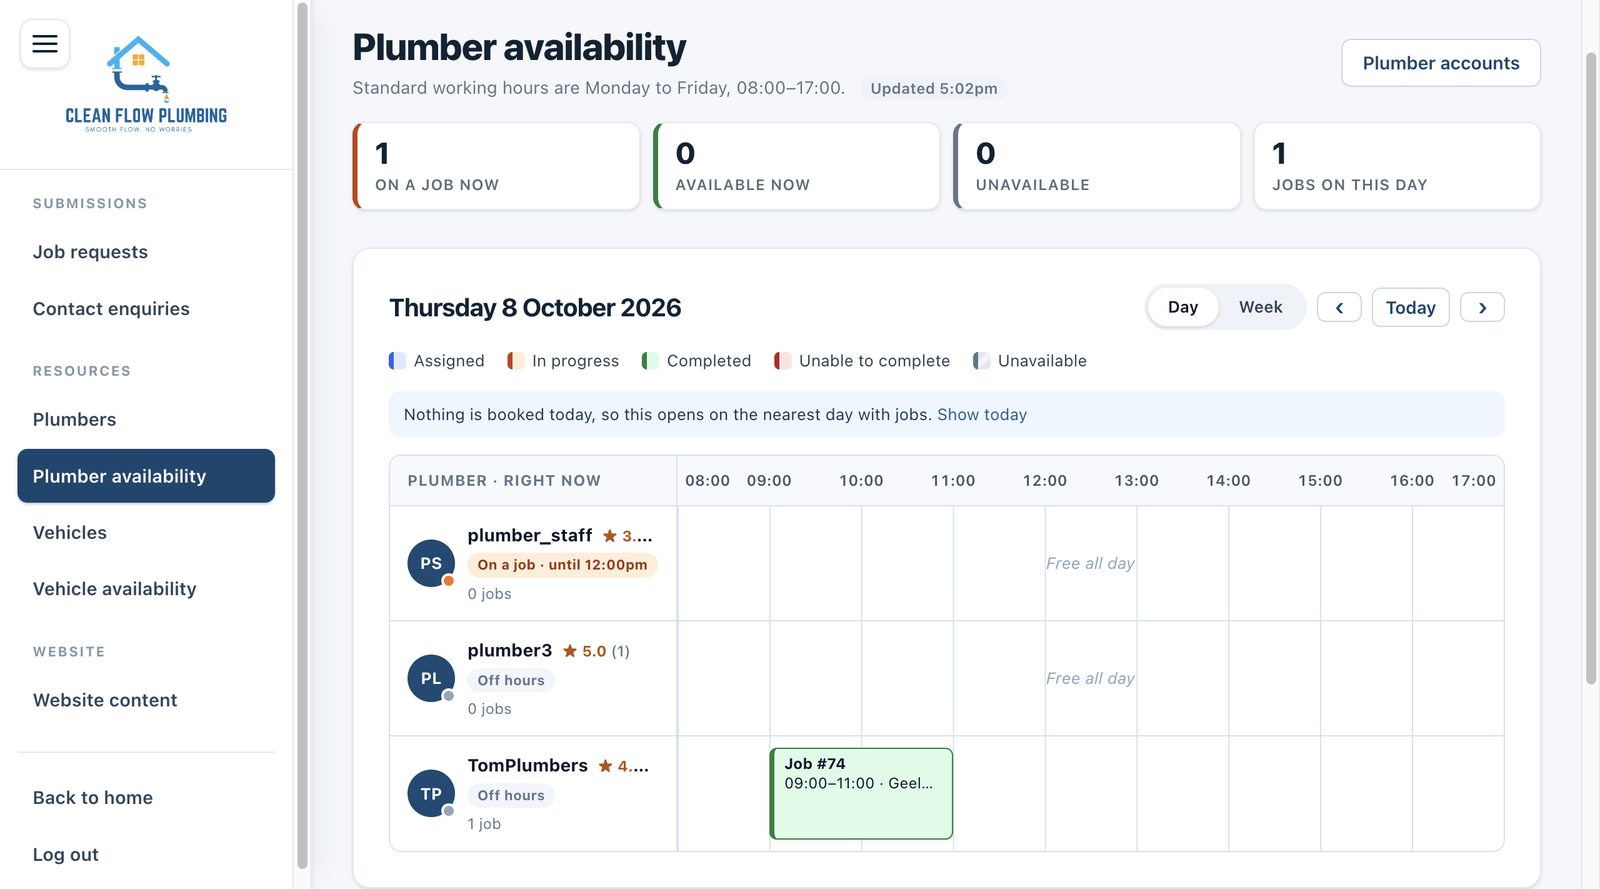 CLEAN FLOW PLUMBING
SMOOTH FLOW, NO WORRIES
SUBMISSIONS
Job requests
Contact enquiries
RESOURCES
Plumbers
Plumber availability
Vehicles
Vehicle availability
WEBSITE
Website content
Back to home
Log out
Plumber availability
Standard working hours are Monday to Friday, 08:00–17:00. Updated 5:02pm
Plumber accounts
1
ON A JOB NOW
0
AVAILABLE NOW
0
UNAVAILABLE
1
JOBS ON THIS DAY
Thursday 8 October 2026
Day Week ‹ Today ›
Assigned In progress Completed Unable to complete Unavailable
Nothing is booked today, so this opens on the nearest day with jobs. Show today
PLUMBER · RIGHT NOW 08:00 09:00 10:00 11:00 12:00 13:00 14:00 15:00 16:00 17:00
PS
plumber_staff ★ 3....
On a job · until 12:00pm
0 jobs
Free all day
PL
plumber3 ★ 5.0 (1)
Off hours
0 jobs
Free all day
TP
TomPlumbers ★ 4....
Off hours
1 job
Job #74
09:00–11:00 · Geel...